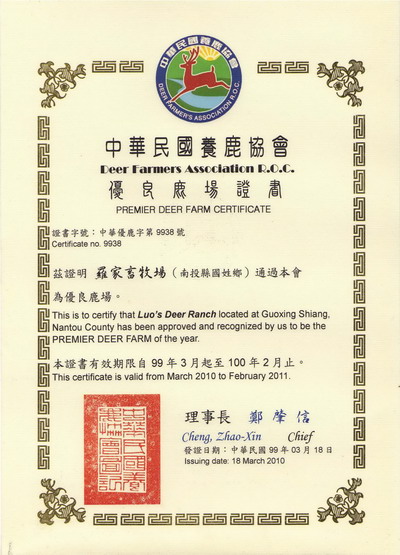 中華民國養鹿協會
DEER FARMER'S ASSOCIATION R.O.C
中華民國養鹿協會
Deer Farmers Association R.O.C.
優良鹿場證書
PREMIER DEER FARM CERTIFICATE
證書字號：中華優鹿字第 9938 號
Certificate no. 9938
茲證明 羅家畜牧場（南投縣國姓鄉）通過本會
為優良鹿場。
This is to certify that Luo's Deer Ranch located at Guoxing Shiang,
Nantou County has been approved and recognized by us to be the
PREMIER DEER FARM of the year.
本證書有效期限自 99 年 3 月起至 100 年 2 月止。
This certificate is valid from March 2010 to February 2011.
理事長 鄭肇信
Cheng, Zhao-Xin Chief
發證日期：中華民國 99 年 03 月 18 日
Issuing date: 18 March 2010